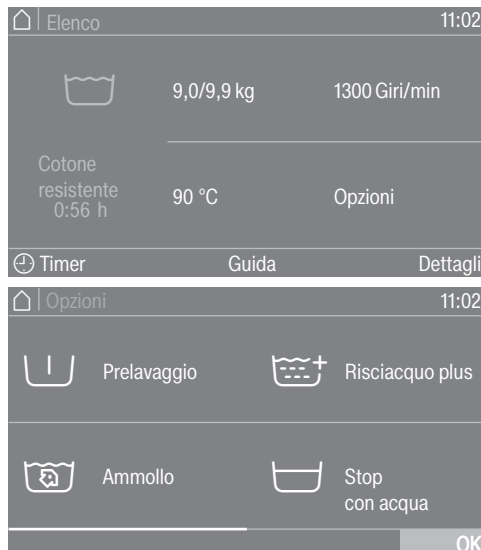 Elenco 11:02
9,0/9,9 kg 1300 Giri/min
Cotone
resistente
0:56 h
90 °C Opzioni
Timer Guida Dettagli
Opzioni 11:02
Prelavaggio Risciacquo plus
Ammollo Stop
con acqua
OK